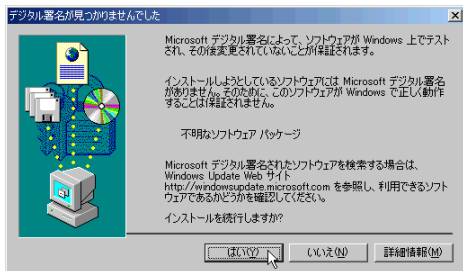 デジタル署名が見つかりませんでした
Microsoft デジタル署名によって、ソフトウェアが Windows 上でテスト
され、その後変更されていないことが保証されます。
インストールしようとしているソフトウェアには Microsoft デジタル署名
がありません。そのために、このソフトウェアが Windows で正しく動作
することは保証されません。
不明なソフトウェア パッケージ
Microsoft デジタル署名されたソフトウェアを検索する場合は、
Windows Update Web サイト
http://windowsupdate.microsoft.com を参照し、利用できるソフト
ウェアであるかどうかを確認してください。
インストールを続行しますか?
はい(Y) いいえ(N) 詳細情報(M)